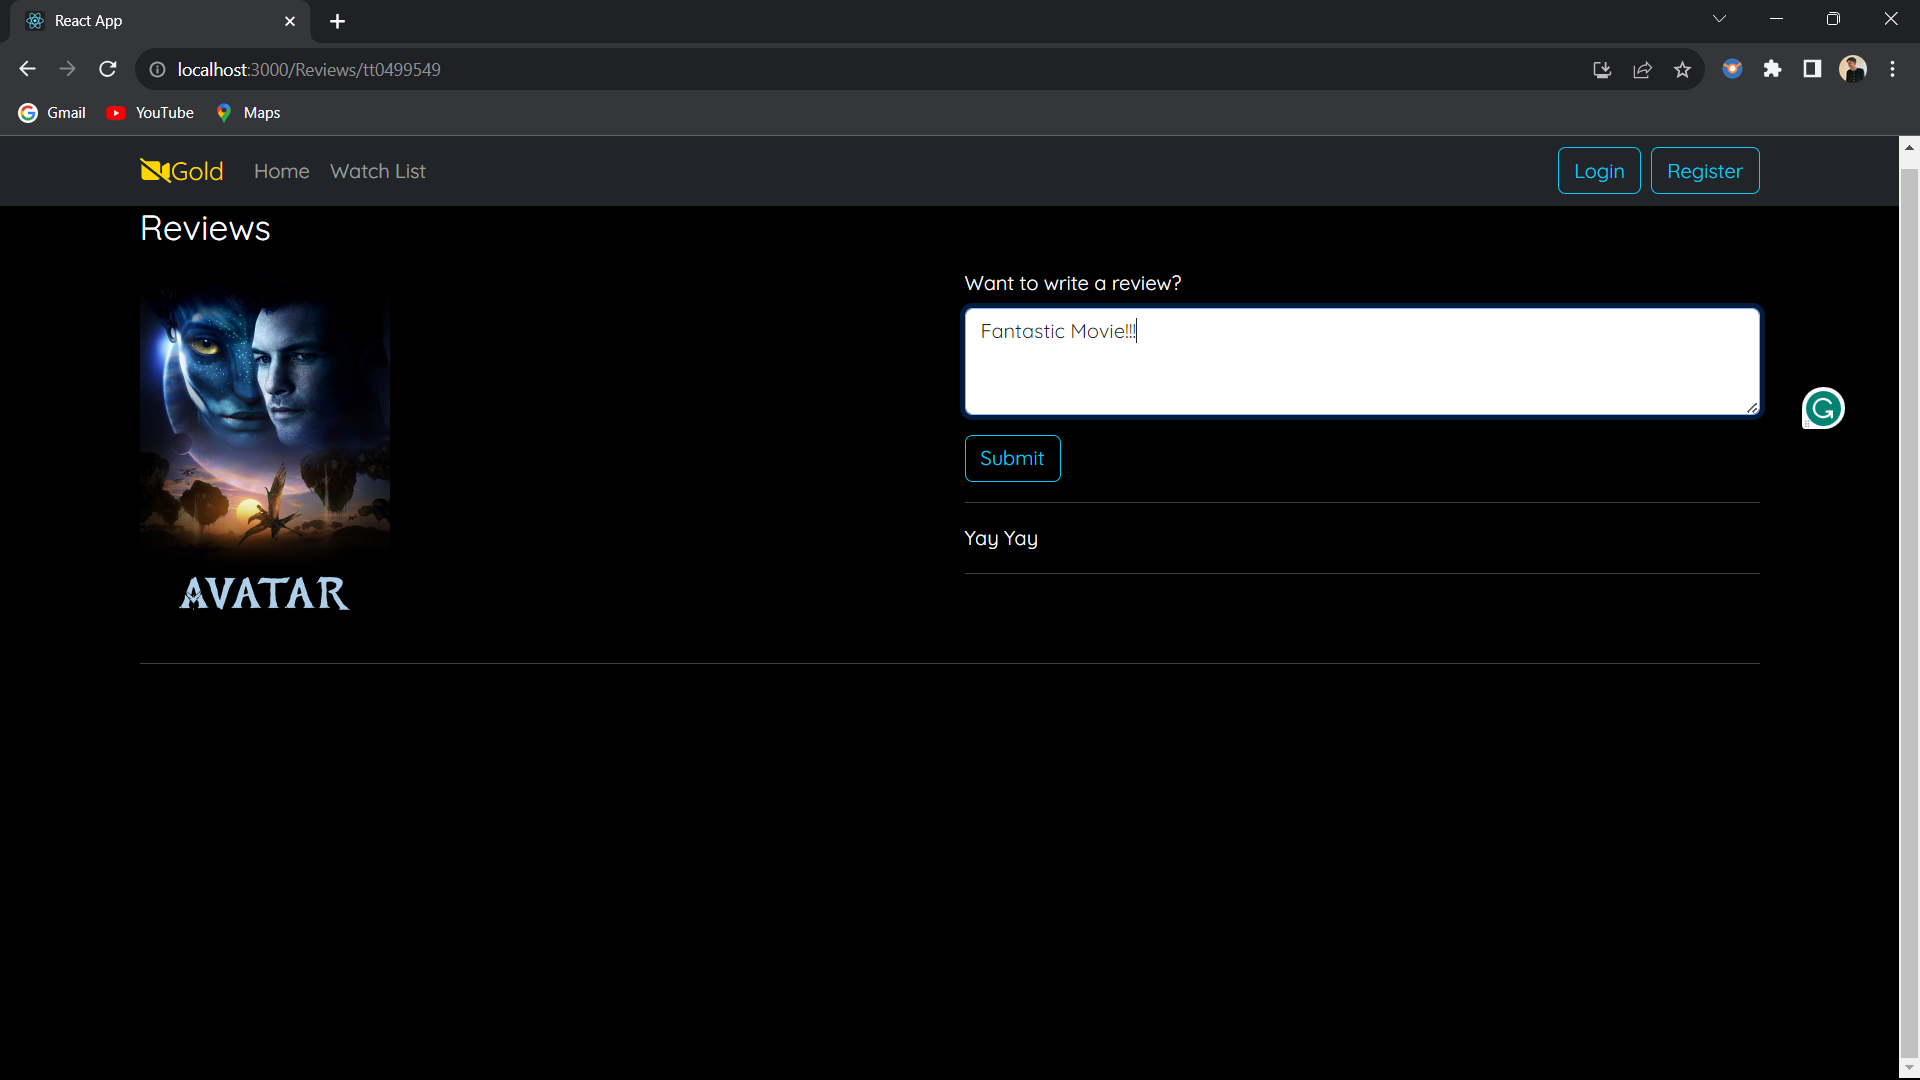 React App
localhost:3000/Reviews/tt0499549
Gmail YouTube Maps
Gold Home Watch List Login Register
Reviews
Want to write a review?
Fantastic Movie!!!
Submit
Yay Yay
AVATAR